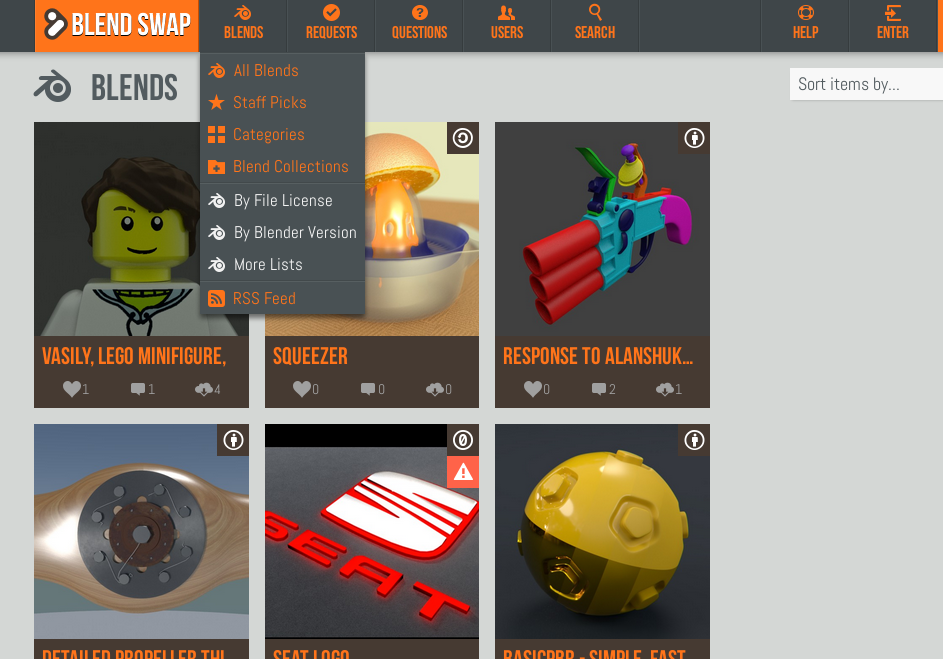 BLEND SWAP
BLENDS
REQUESTS
QUESTIONS
USERS
SEARCH
HELP
ENTER
BLENDS
Sort items by...
All Blends
Staff Picks
Categories
Blend Collections
By File License
By Blender Version
More Lists
RSS Feed
VASILY, LEGO MINIFIGURE,
1 1 4
SQUEEZER
0 0 0
RESPONSE TO ALANSHUK...
0 2 1
0
SEAT
DETAILED PROPELLER THI
SEAT LOGO
BASICPBR - SIMPLE, FAST